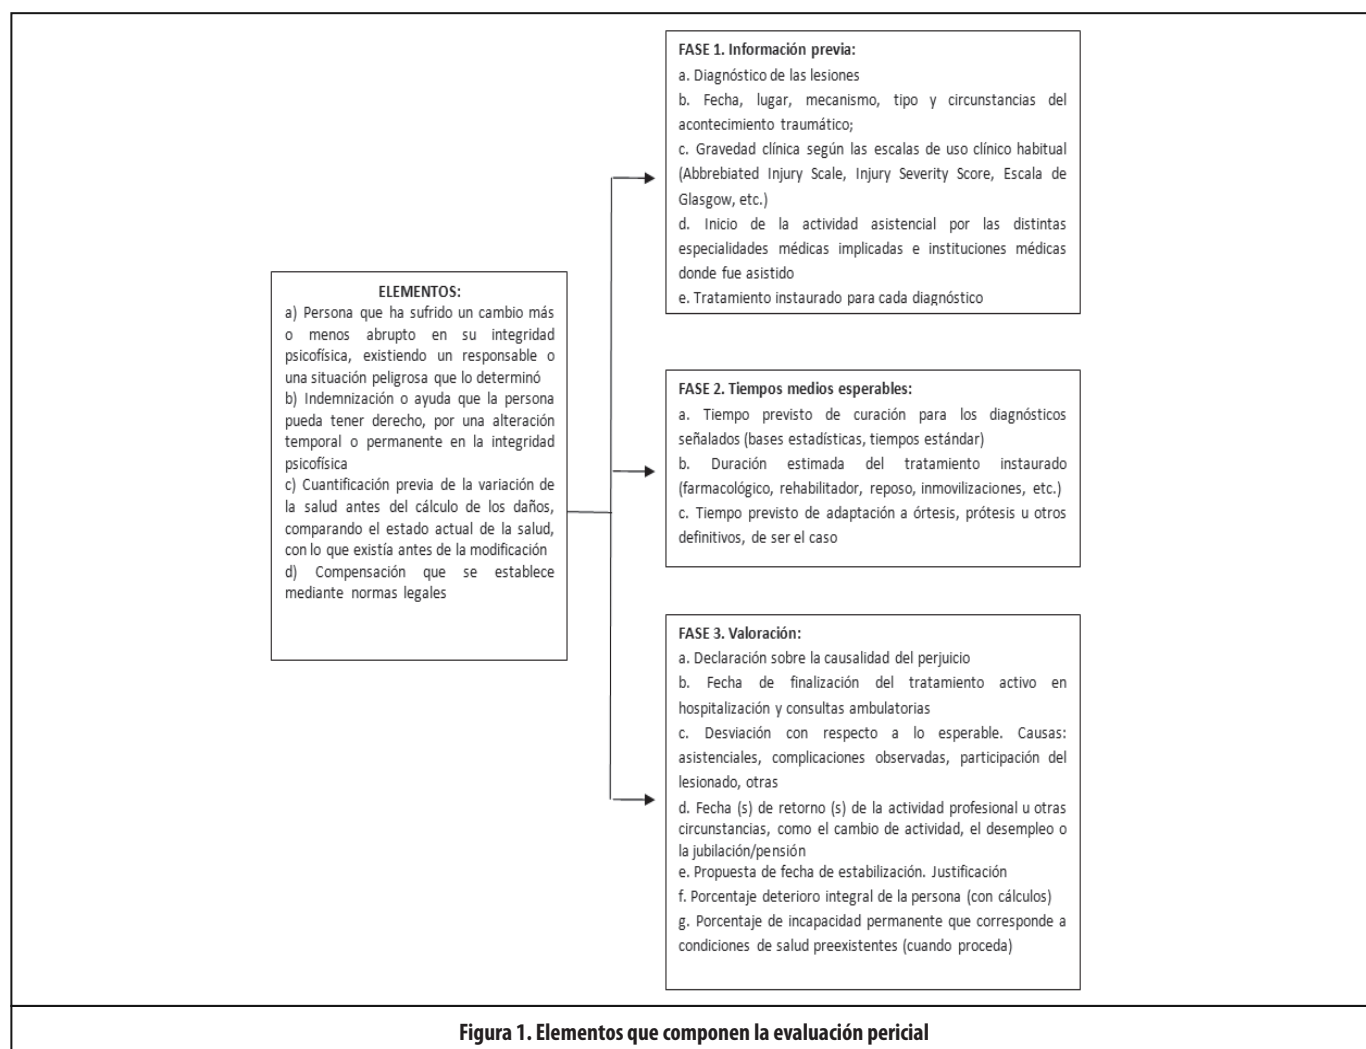 ELEMENTOS:
a) Persona que ha sufrido un cambio más
o menos abrupto en su integridad
psicofísica, existiendo un responsable o
una situación peligrosa que lo determinó
b) Indemnización o ayuda que la persona
pueda tener derecho, por una alteración
temporal o permanente en la integridad
psicofísica
c) Cuantificación previa de la variación de
la salud antes del cálculo de los daños,
comparando el estado actual de la salud,
con lo que existía antes de la modificación
d) Compensación que se establece
mediante normas legales
FASE 1. Información previa:
a. Diagnóstico de las lesiones
b. Fecha, lugar, mecanismo, tipo y circunstancias del
acontecimiento traumático;
c. Gravedad clínica según las escalas de uso clínico habitual
(Abbrebiated Injury Scale, Injury Severity Score, Escala de
Glasgow, etc.)
d. Inicio de la actividad asistencial por las distintas
especialidades médicas implicadas e instituciones médicas
donde fue asistido
e. Tratamiento instaurado para cada diagnóstico
FASE 2. Tiempos medios esperables:
a. Tiempo previsto de curación para los diagnósticos
señalados (bases estadísticas, tiempos estándar)
b. Duración estimada del tratamiento instaurado
(farmacológico, rehabilitador, reposo, inmovilizaciones, etc.)
c. Tiempo previsto de adaptación a órtesis, prótesis u otros
definitivos, de ser el caso
FASE 3. Valoración:
a. Declaración sobre la causalidad del perjuicio
b. Fecha de finalización del tratamiento activo en
hospitalización y consultas ambulatorias
c. Desviación con respecto a lo esperable. Causas:
asistenciales, complicaciones observadas, participación del
lesionado, otras
d. Fecha (s) de retorno (s) de la actividad profesional u otras
circunstancias, como el cambio de actividad, el desempleo o
la jubilación/pensión
e. Propuesta de fecha de estabilización. Justificación
f. Porcentaje deterioro integral de la persona (con cálculos)
g. Porcentaje de incapacidad permanente que corresponde a
condiciones de salud preexistentes (cuando proceda)
Figura 1. Elementos que componen la evaluación pericial